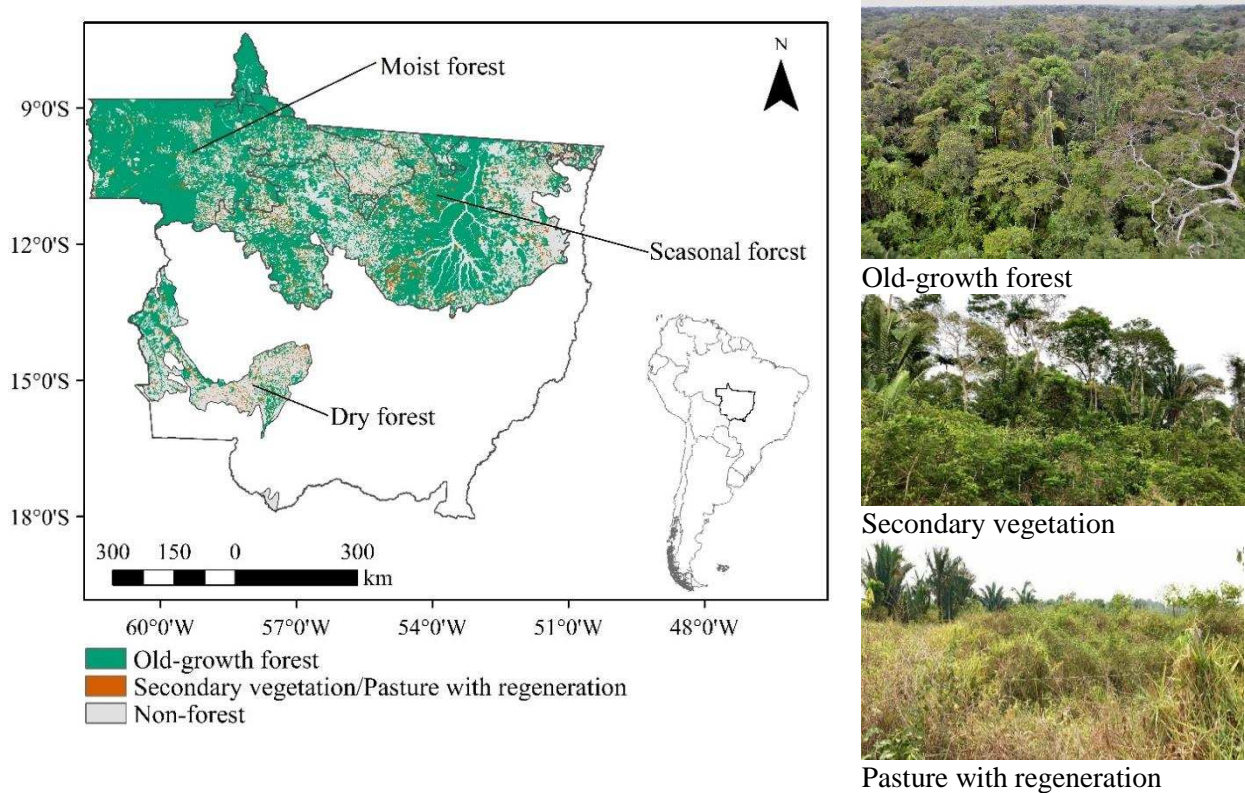 N
Moist forest
9°0'S
12°0'S
Seasonal forest
15°0'S
Dry forest
18°0'S
300 150 0 300
km
60°0'W 57°0'W 54°0'W 51°0'W 48°0'W
Old-growth forest
Secondary vegetation/Pasture with regeneration
Non-forest
Old-growth forest
Secondary vegetation
Pasture with regeneration